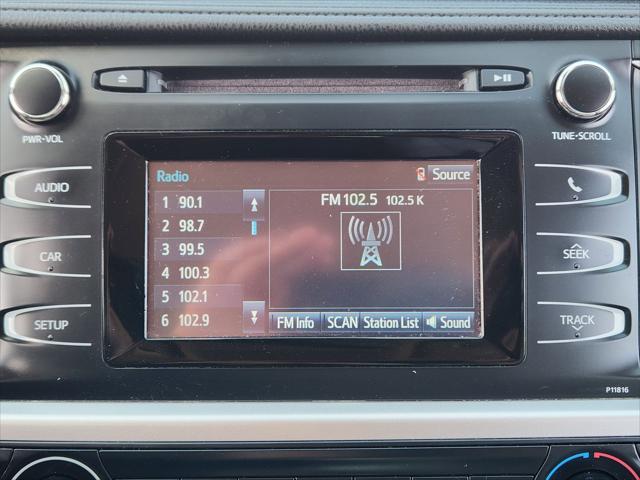 PWR•VOL
TUNE•SCROLL
AUDIO
CAR
SETUP
Radio
Source
1 90.1
2 98.7
3 99.5
4 100.3
5 102.1
6 102.9
FM 102.5 102.5 K
FM Info
SCAN
Station List
Sound
SEEK
TRACK
P11816